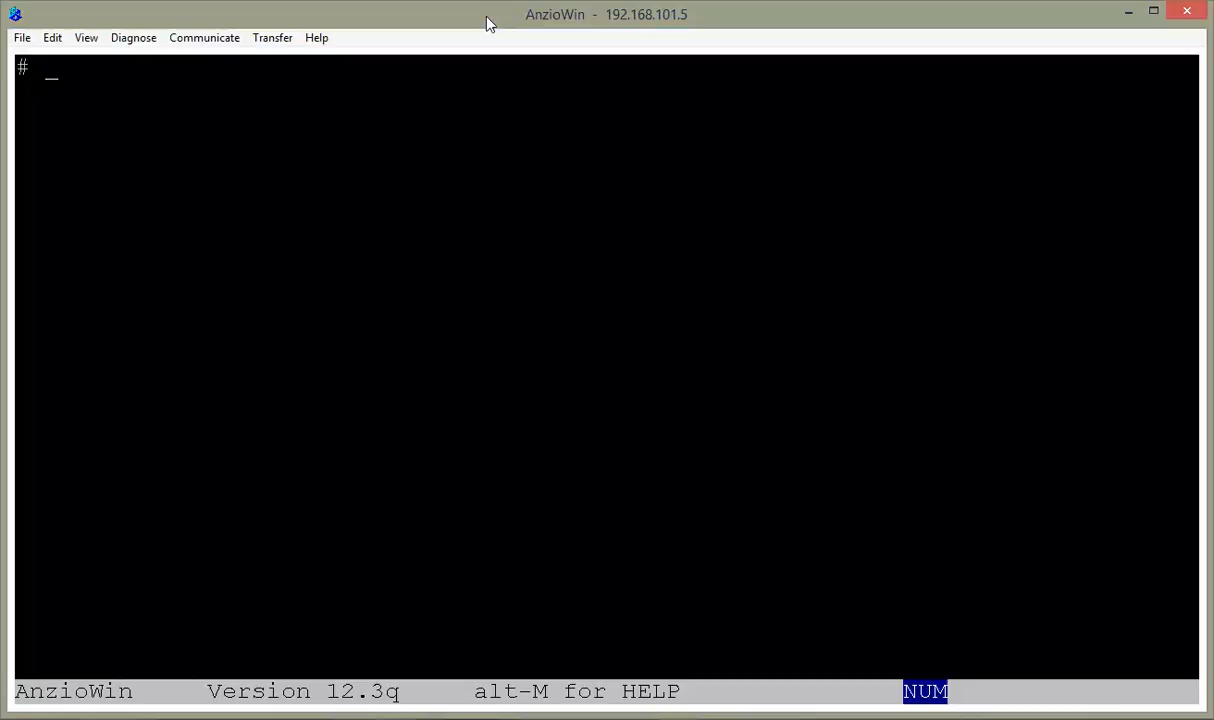 AnzioWin - 192.168.101.5
File Edit View Diagnose Communicate Transfer Help
# _
AnzioWin Version 12.3q alt-M for HELP NUM